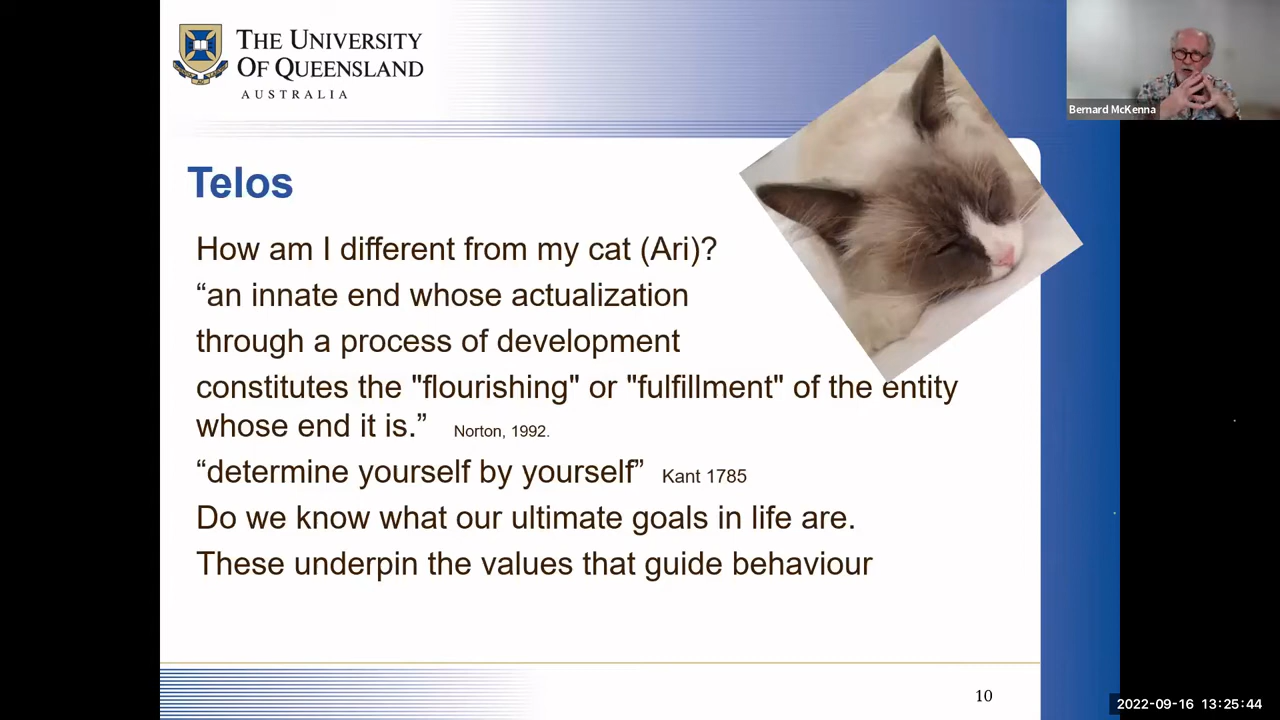 THE UNIVERSITY
OF QUEENSLAND
AUSTRALIA
Bernard McKenna
Telos
How am I different from my cat (Ari)?
“an innate end whose actualization
through a process of development
constitutes the "flourishing" or "fulfillment" of the entity
whose end it is.” Norton, 1992.
“determine yourself by yourself” Kant 1785
Do we know what our ultimate goals in life are.
These underpin the values that guide behaviour
10
2022-09-16 13:25:44